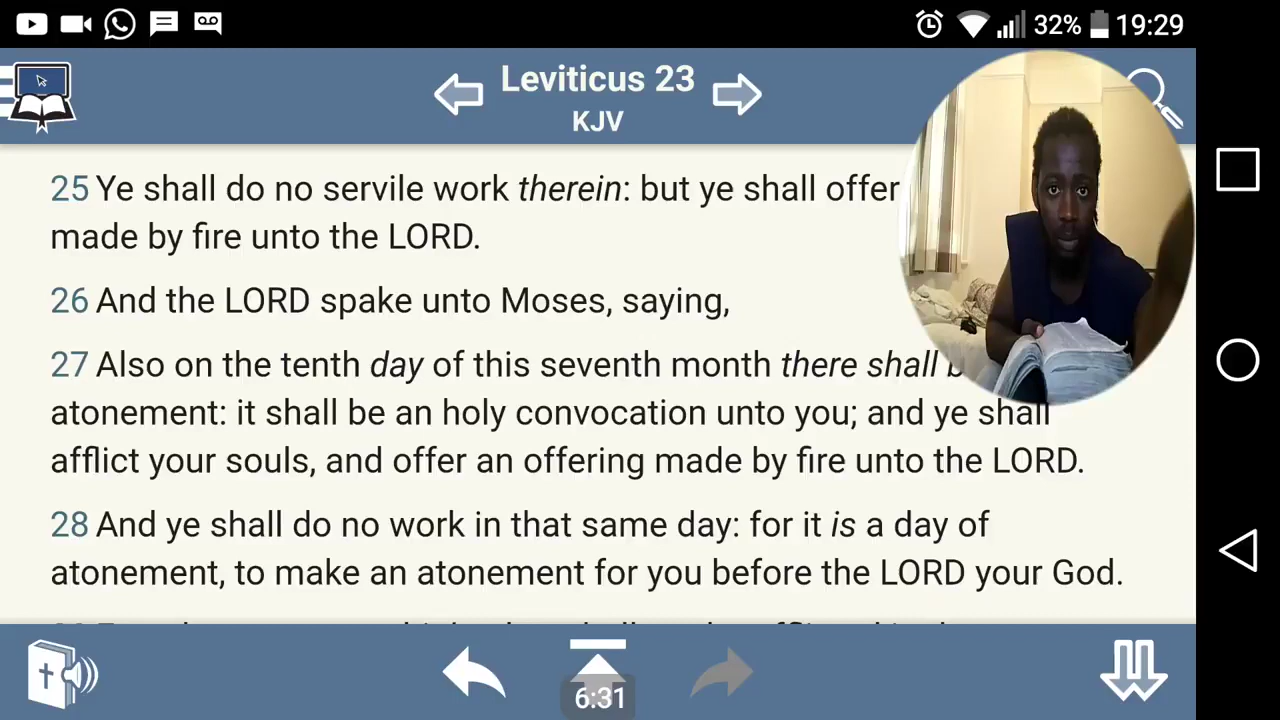 32% 19:29
Leviticus 23
KJV
25 Ye shall do no servile work therein: but ye shall offer
made by fire unto the LORD.
26 And the LORD spake unto Moses, saying,
27 Also on the tenth day of this seventh month there shall
atonement: it shall be an holy convocation unto you; and ye shall
afflict your souls, and offer an offering made by fire unto the LORD.
28 And ye shall do no work in that same day: for it is a day of
atonement, to make an atonement for you before the LORD your God.
6:31